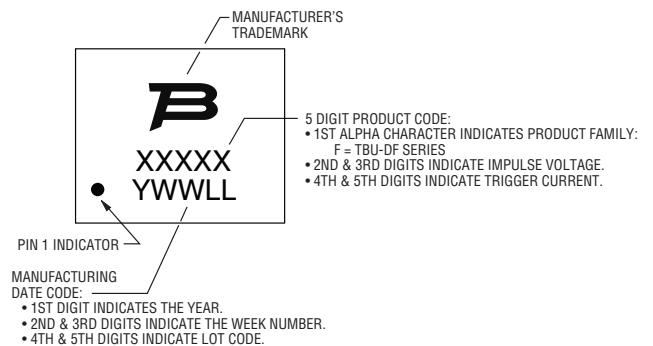 MANUFACTURER'S
TRADEMARK
B
XXXXX
YWWLL
5 DIGIT PRODUCT CODE:
• 1ST ALPHA CHARACTER INDICATES PRODUCT FAMILY:
F = TBU-DF SERIES
• 2ND & 3RD DIGITS INDICATE IMPULSE VOLTAGE.
• 4TH & 5TH DIGITS INDICATE TRIGGER CURRENT.
PIN 1 INDICATOR
MANUFACTURING
DATE CODE:
• 1ST DIGIT INDICATES THE YEAR.
• 2ND & 3RD DIGITS INDICATE THE WEEK NUMBER.
• 4TH & 5TH DIGITS INDICATE LOT CODE.